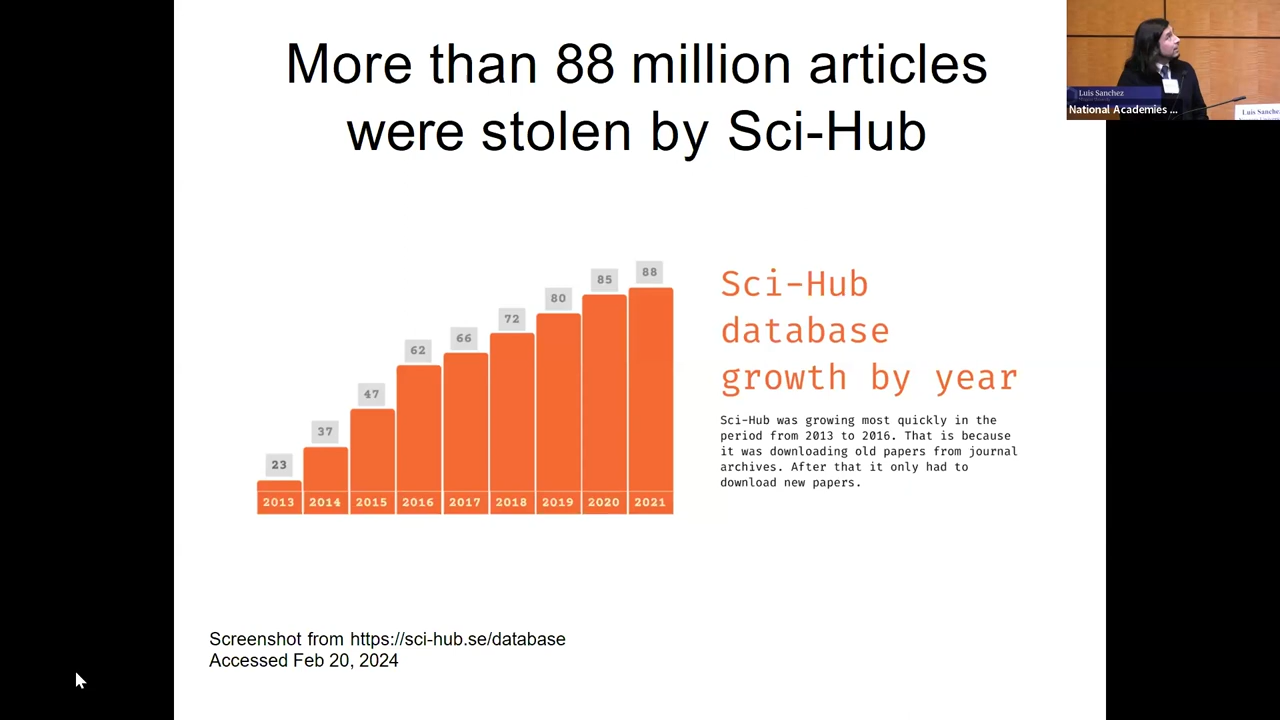 More than 88 million articles
were stolen by Sci-Hub
Luis Sanchez
National Academies ...
Luis Sanchez
88
85
80
72
66
62
47
37
23
2013 2014 2015 2016 2017 2018 2019 2020 2021
Sci-Hub
database
growth by year
Sci-Hub was growing most quickly in the
period from 2013 to 2016. That is because
it was downloading old papers from journal
archives. After that it only had to
download new papers.
Screenshot from https://sci-hub.se/database
Accessed Feb 20, 2024